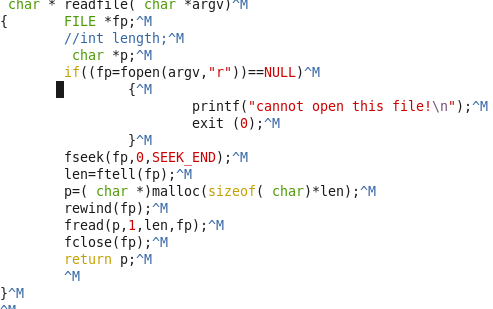 char * readfile( char *argv)^M
{       FILE *fp;^M
        //int length;^M
         char *p;^M
        if((fp=fopen(argv,"r"))==NULL)^M
                {^M
                        printf("cannot open this file!\n");^M
                        exit (0);^M
                }^M
        fseek(fp,0,SEEK_END);^M
        len=ftell(fp);^M
        p=( char *)malloc(sizeof( char)*len);^M
        rewind(fp);^M
        fread(p,1,len,fp);^M
        fclose(fp);^M
        return p;^M
        ^M
}^M
^M